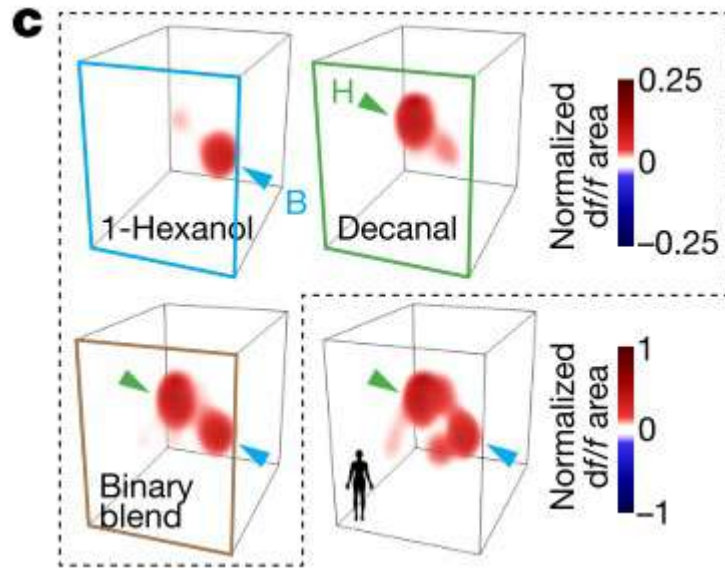 c
H
B
1-Hexanol
Decanal
Normalized
df/f area
0.25
0
−0.25
Binary
blend
Normalized
df/f area
1
0
−1